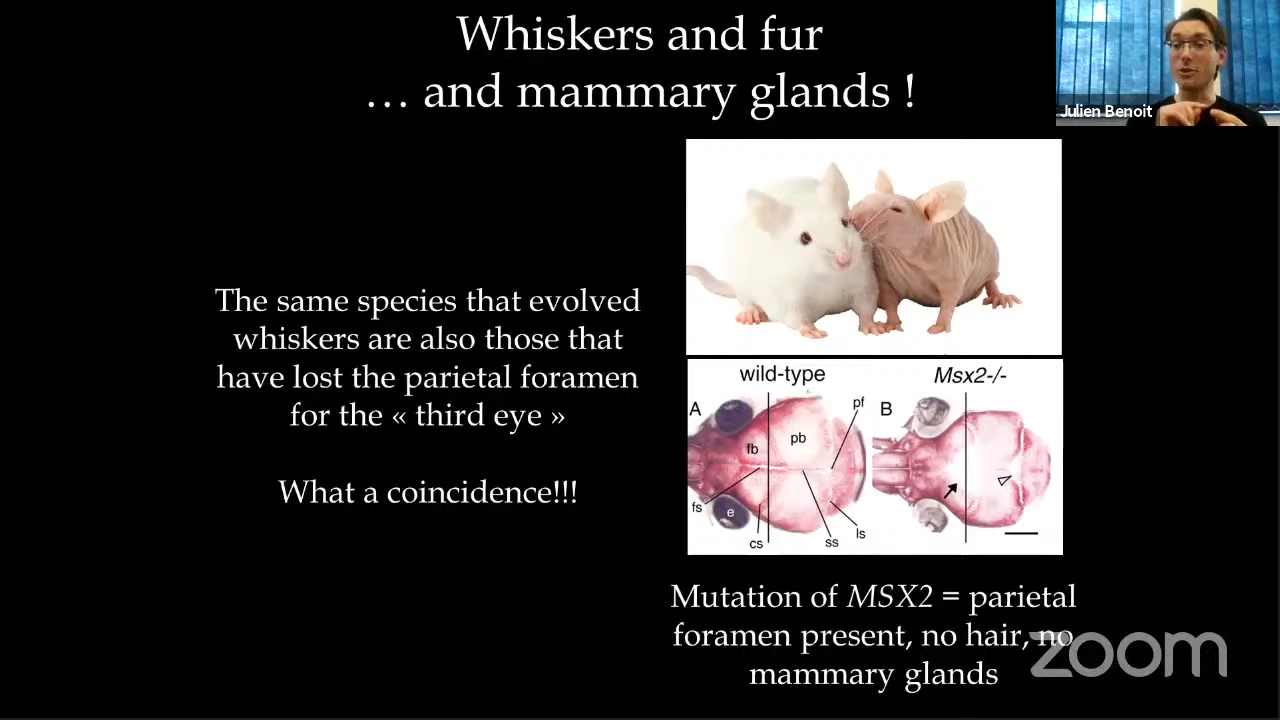 Whiskers and fur
… and mammary glands !
Julien Benoit
The same species that evolved
whiskers are also those that
have lost the parietal foramen
for the « third eye »
What a coincidence!!!
wild-type
Msx2-/-
A
pf
B
pb
fb
fs
e
cs
ss
ls
Mutation of MSX2 = parietal
foramen present, no hair, no
mammary glands
zoom